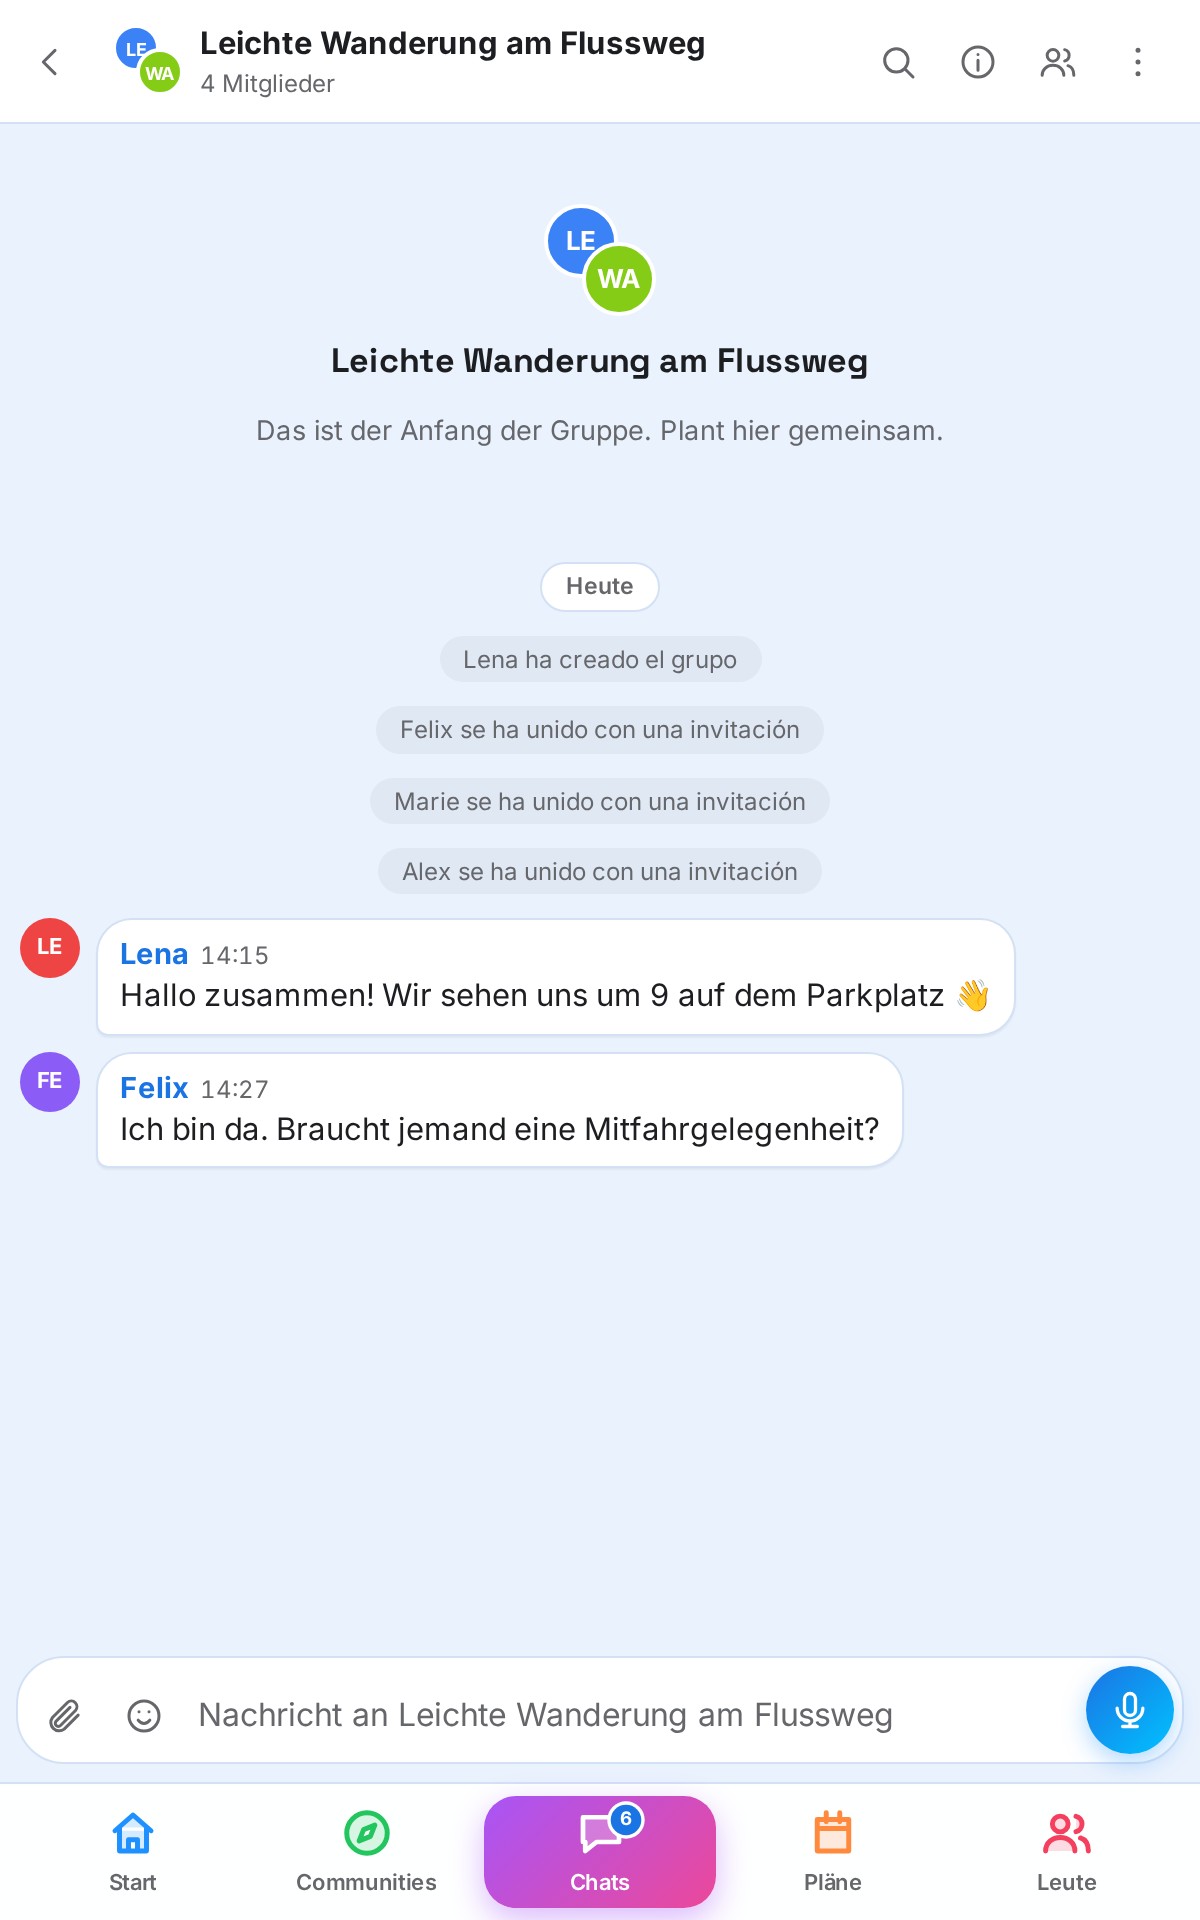 LE
WA
Leichte Wanderung am Flussweg
4 Mitglieder
LE
WA
Leichte Wanderung am Flussweg
Das ist der Anfang der Gruppe. Plant hier gemeinsam.
Heute
Lena ha creado el grupo
Felix se ha unido con una invitación
Marie se ha unido con una invitación
Alex se ha unido con una invitación
LE
Lena 14:15
Hallo zusammen! Wir sehen uns um 9 auf dem Parkplatz 👋
FE
Felix 14:27
Ich bin da. Braucht jemand eine Mitfahrgelegenheit?
Nachricht an Leichte Wanderung am Flussweg
6
Start
Communities
Chats
Pläne
Leute